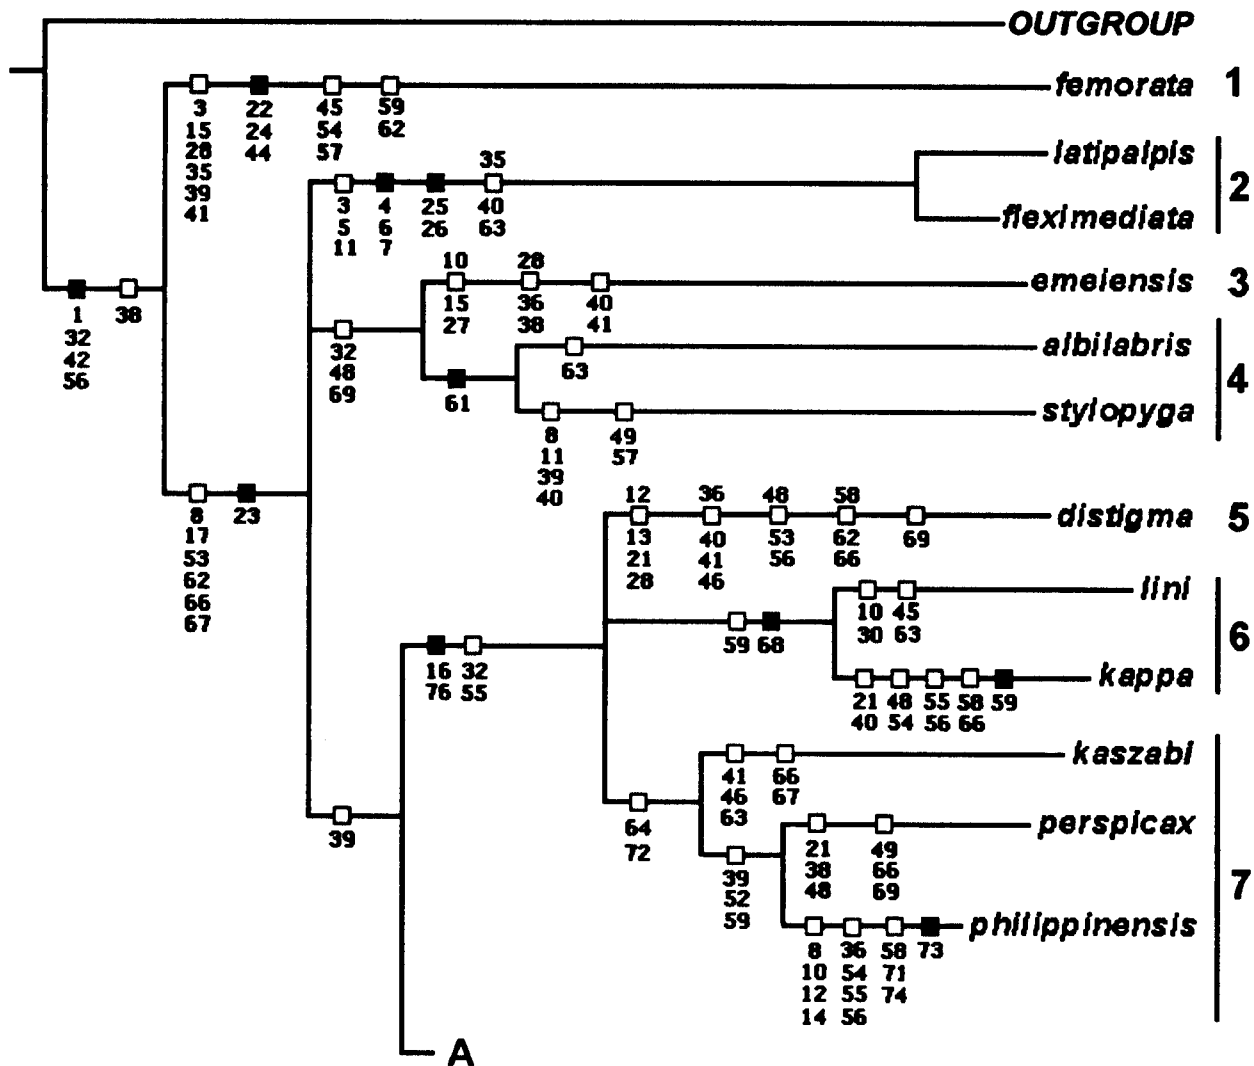 OUTGROUP
femorata 1
3 22 45 59
15 24 54 62
28 44 57
35
39
41
latipalpis
35
3 4 25 40
5 6 26 63
11 7
fleximediata
2
10 28
emeiensis 3
15 36 40
27 38 41
1 38
32
42
56
32
48
69
albilabris
63
61
stylopyga
4
8 49
11 57
39
40
8 23
17
53
62
66
67
12 36 48 58
distigma 5
13 40 53 62 69
21 41 56 66
28 46
lini
10 45
30 63
59 68
6
kappa
21 48 55 58 59
40 54 56 66
16 32
76 55
kaszabi
41 66
46 67
63
64
72
39
perspicax
21 49
38 66
48 69
39
52
59
7
philippinensis
8 36 58 73
10 54 71
12 55 74
14 56
A